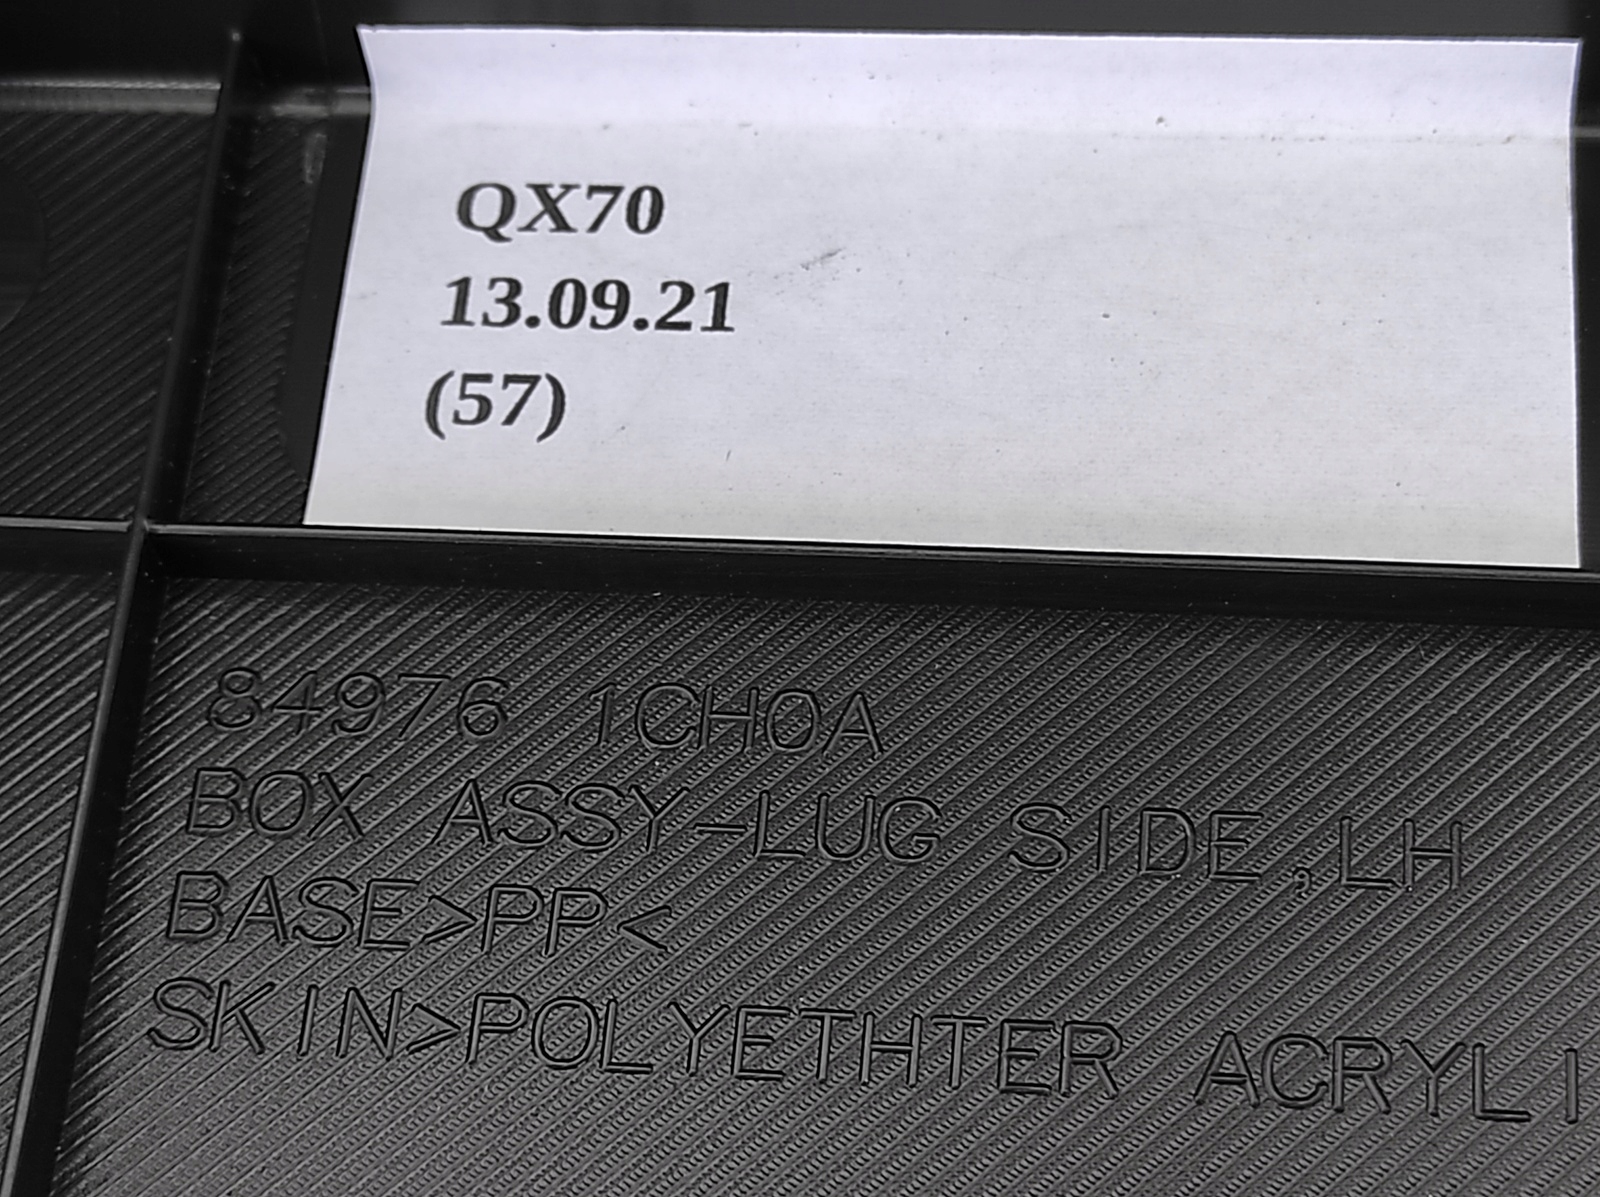 QX70
13.09.21
(57)
84976 1CH0A
BOX ASSY-LUG SIDE,LH
BASE>PP<
SKIN>POLYETHTER ACRYLI